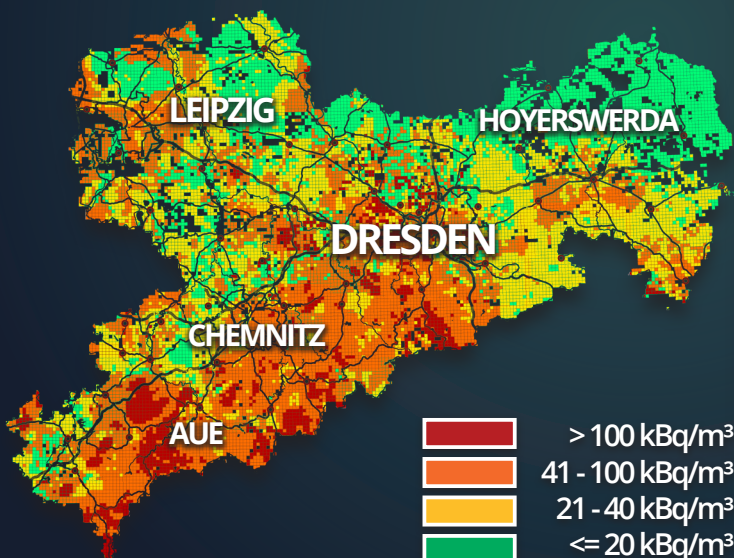 LEIPZIG
HOYERSWERDA
DRESDEN
CHEMNITZ
AUE
> 100 kBq/m³
41 - 100 kBq/m³
21 - 40 kBq/m³
<= 20 kBq/m³